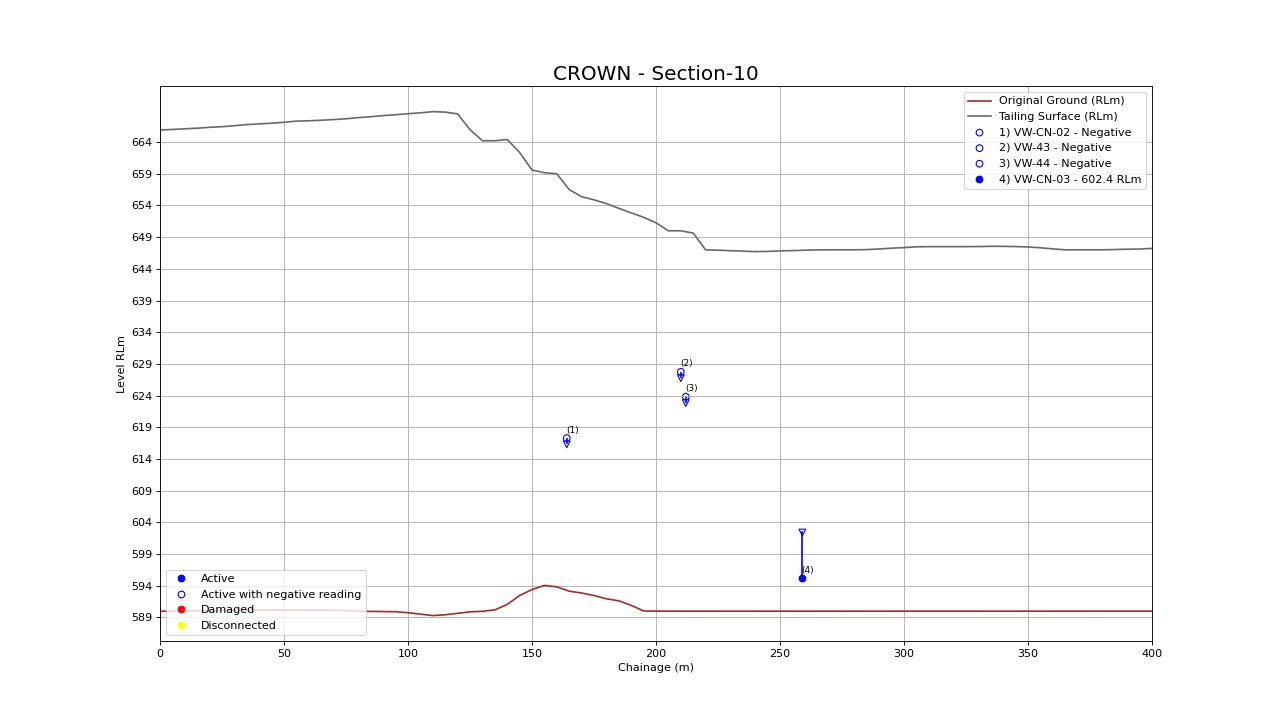 CROWN - Section-10
Original Ground (RLm)
Tailing Surface (RLm)
1) VW-CN-02 - Negative
2) VW-43 - Negative
3) VW-44 - Negative
4) VW-CN-03 - 602.4 RLm
664
659
654
649
644
639
634
629
624
619
614
609
604
599
594
589
Level RLm
(2)
(3)
(1)
(4)
Active
Active with negative reading
Damaged
Disconnected
0 50 100 150 200 250 300 350 400
Chainage (m)